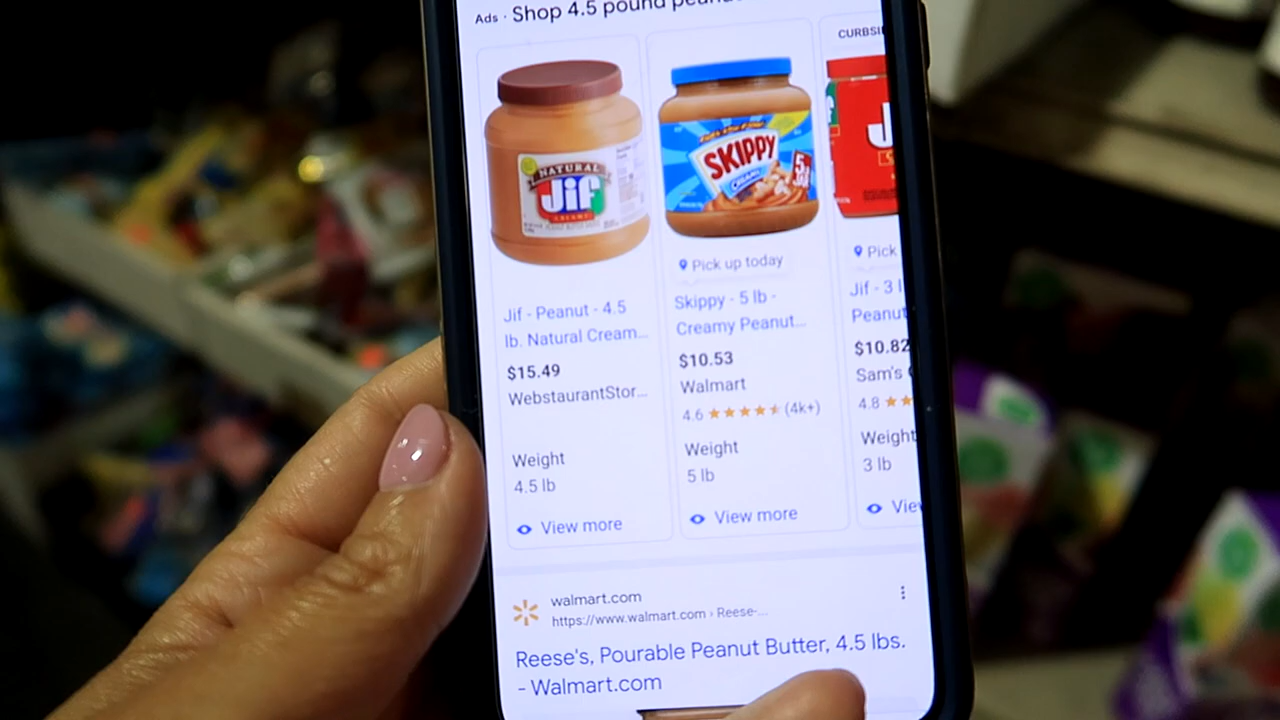 Ads · Shop 4.5 pound
CURBSI
NATURAL
Jif
CREAMY
SKIPPY
CREAMY
J
Pick up today
Pick
Jif - Peanut - 4.5
lb. Natural Cream...
$15.49
WebstaurantStor...
Weight
4.5 lb
View more
Skippy - 5 lb -
Creamy Peanut...
$10.53
Walmart
4.6 (4k+)
Weight
5 lb
View more
Jif - 3 l
Peanut
$10.82
Sam's
4.8
Weight
3 lb
View
walmart.com
https://www.walmart.com › Reese-...
Reese's, Pourable Peanut Butter, 4.5 lbs.
- Walmart.com